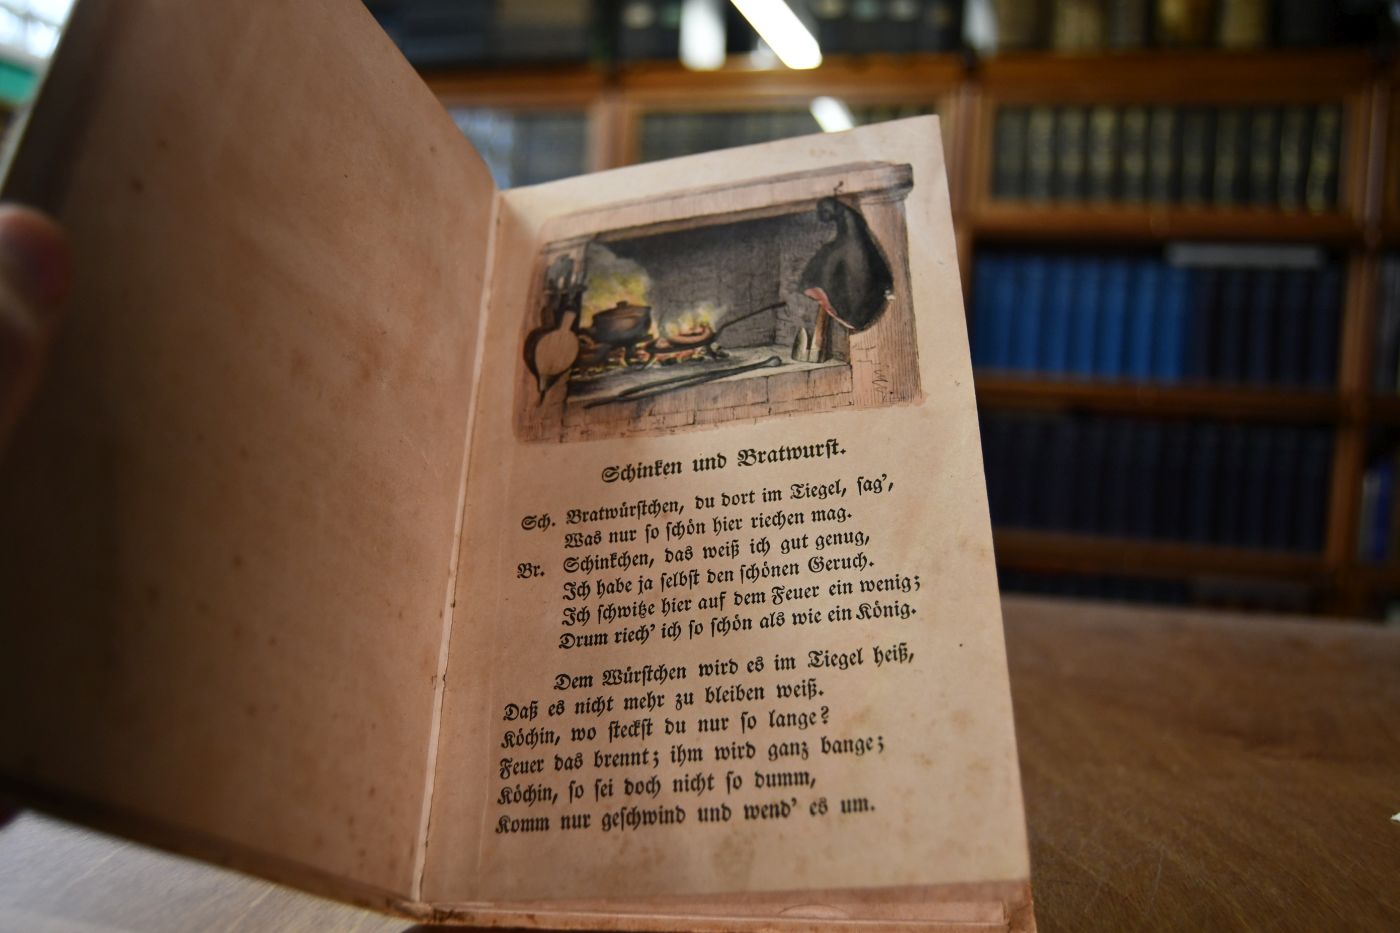 Schinken und Bratwurst.
Sch. Bratwürſtchen, du dort im Tiegel, ſag',
Was nur ſo ſchön hier riechen mag.
Br. Schinkchen, das weiß ich gut genug,
Ich habe ja ſelbſt den ſchönen Geruch.
Ich ſchwitze hier auf dem Feuer ein wenig;
Drum riech' ich ſo ſchön als wie ein König.
Dem Würſtchen wird es im Tiegel heiß,
Daß es nicht mehr zu bleiben weiß.
Köchin, wo ſteckſt du nur ſo lange?
Feuer das brennt; ihm wird ganz bange;
Köchin, ſo ſei doch nicht ſo dumm,
Komm nur geſchwind und wend' es um.